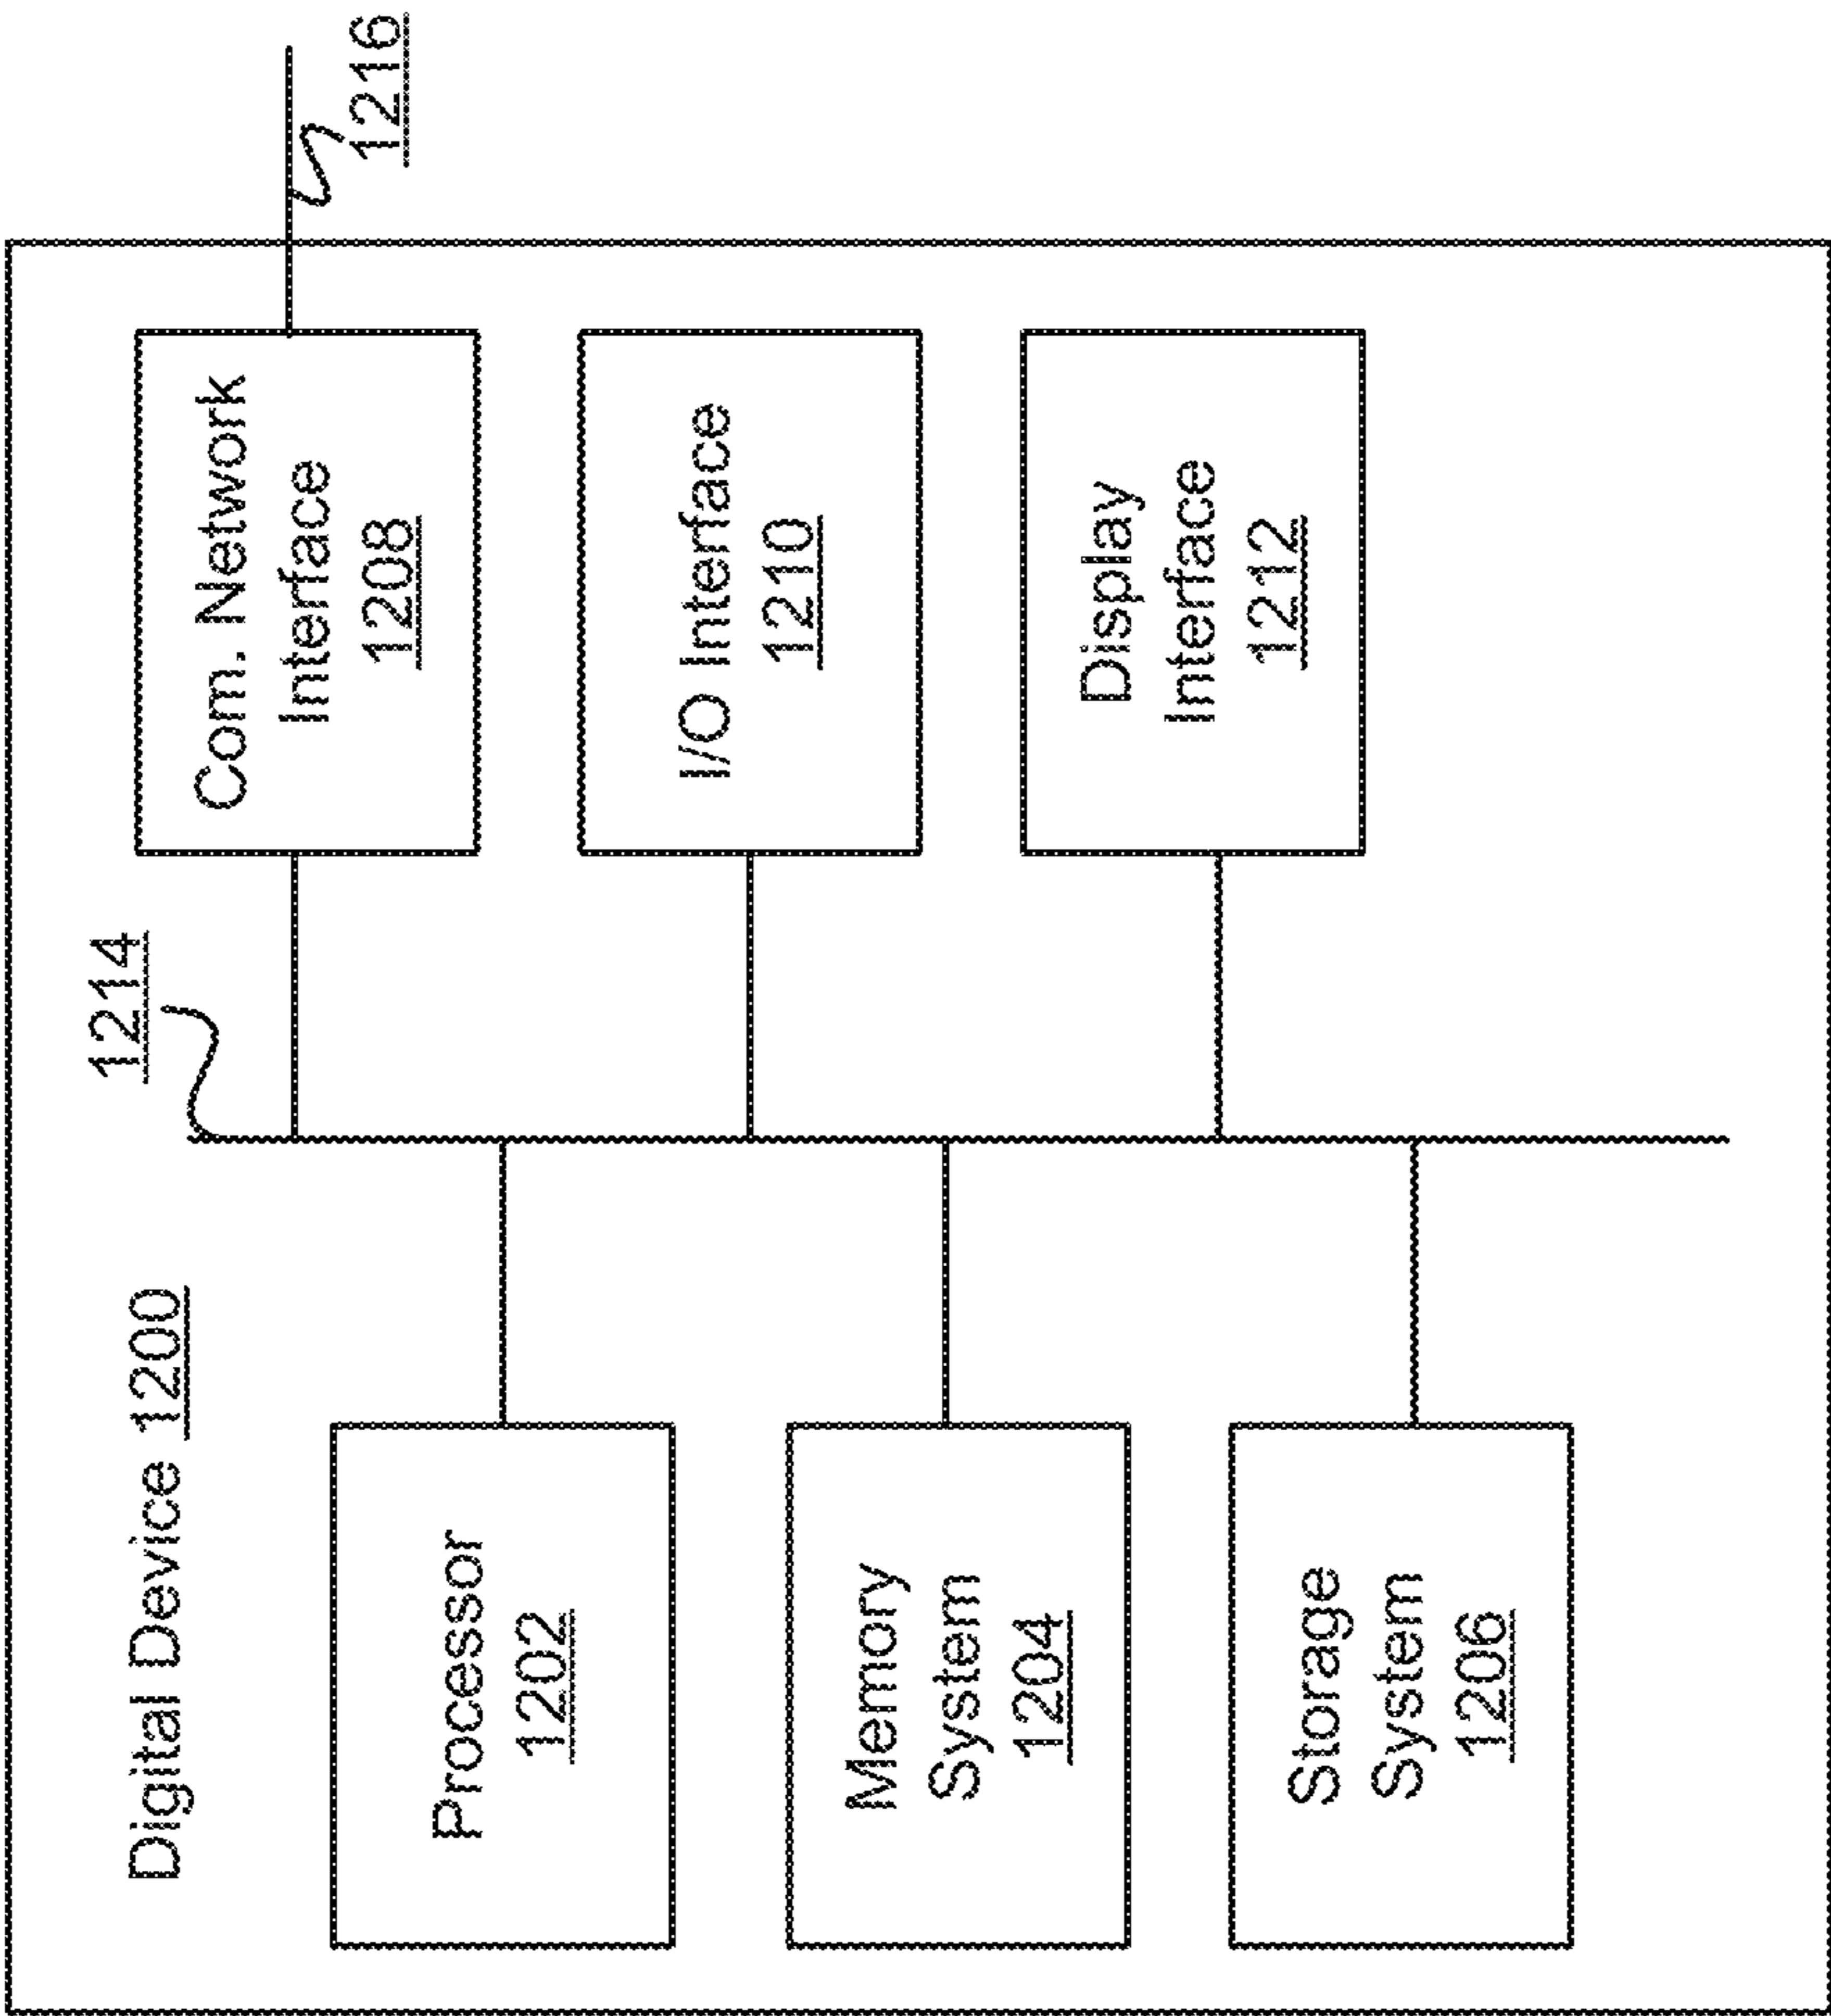 Digital Device 1200
1214
1216
Processor
1202
Memory
System
1204
Storage
System
1206
Com. Network
Interface
1208
I/O Interface
1210
Display
Interface
1212